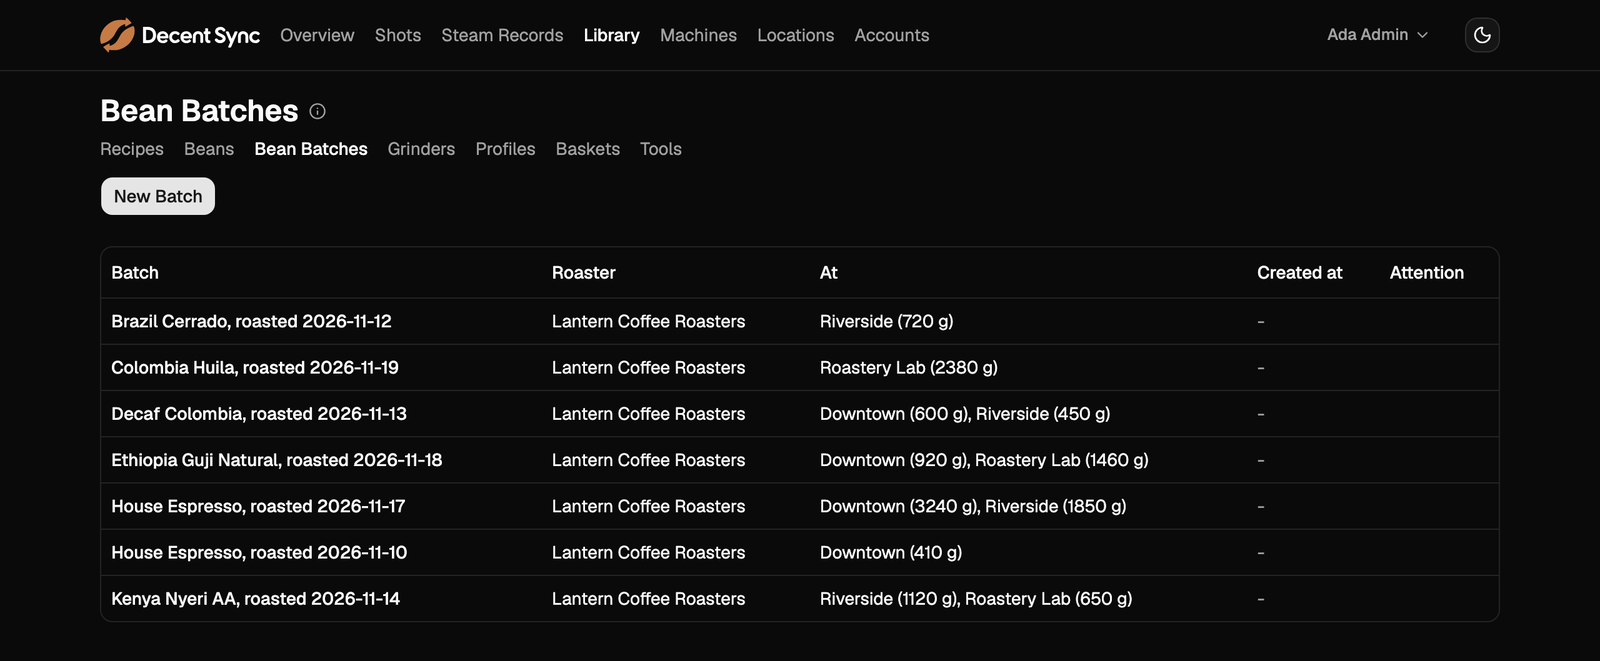 Decent Sync Overview Shots Steam Records Library Machines Locations Accounts Ada Admin
Bean Batches
Recipes Beans Bean Batches Grinders Profiles Baskets Tools
New Batch
Batch Roaster At Created at Attention
Brazil Cerrado, roasted 2026-11-12 Lantern Coffee Roasters Riverside (720 g) -
Colombia Huila, roasted 2026-11-19 Lantern Coffee Roasters Roastery Lab (2380 g) -
Decaf Colombia, roasted 2026-11-13 Lantern Coffee Roasters Downtown (600 g), Riverside (450 g) -
Ethiopia Guji Natural, roasted 2026-11-18 Lantern Coffee Roasters Downtown (920 g), Roastery Lab (1460 g) -
House Espresso, roasted 2026-11-17 Lantern Coffee Roasters Downtown (3240 g), Riverside (1850 g) -
House Espresso, roasted 2026-11-10 Lantern Coffee Roasters Downtown (410 g) -
Kenya Nyeri AA, roasted 2026-11-14 Lantern Coffee Roasters Riverside (1120 g), Roastery Lab (650 g) -